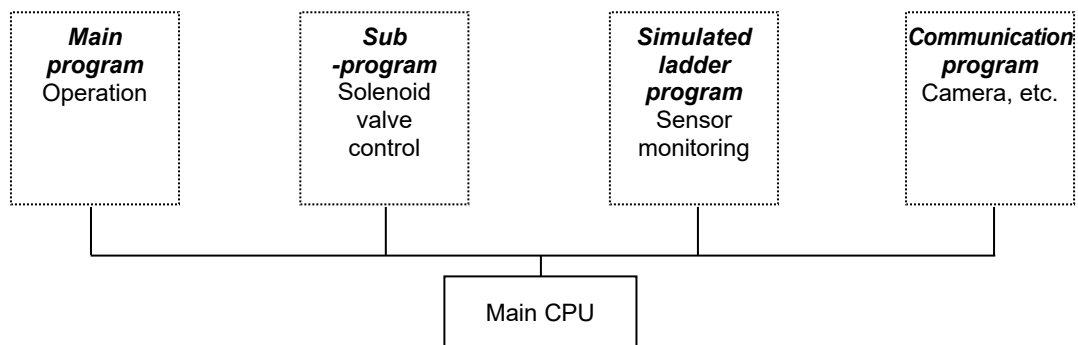 Main
program
Operation
Sub
-program
Solenoid
valve
control
Simulated
ladder
program
Sensor
monitoring
Communication
program
Camera, etc.
Main CPU